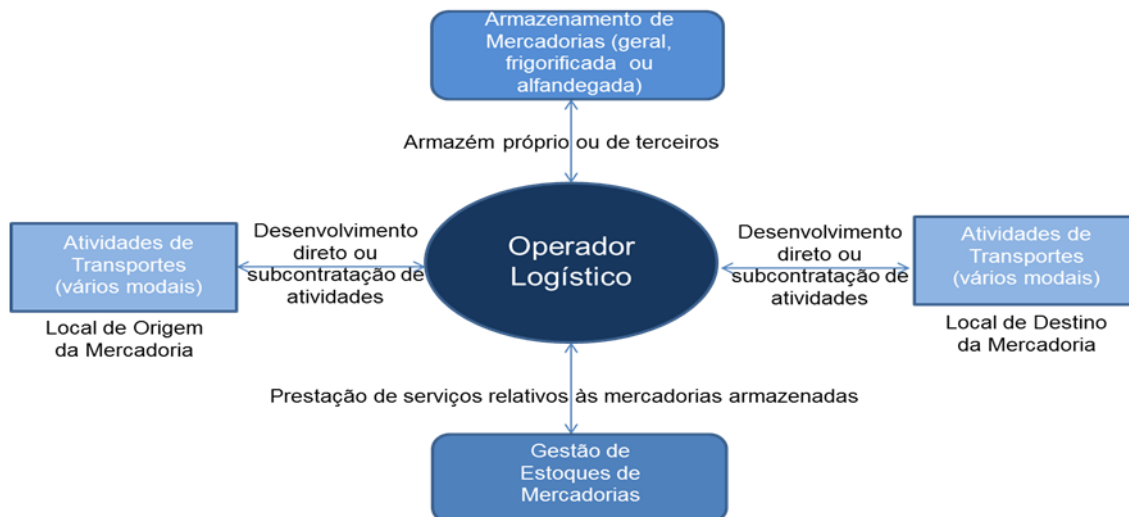 Armazenamento de
Mercadorias (geral,
frigorificada ou
alfandegada)
Armazém próprio ou de terceiros
Atividades de
Transportes
(vários modais)
Local de Origem
da Mercadoria
Desenvolvimento
direto ou
subcontratação de
atividades
Operador
Logístico
Desenvolvimento
direto ou
subcontratação de
atividades
Atividades de
Transportes
(vários modais)
Local de Destino
da Mercadoria
Prestação de serviços relativos às mercadorias armazenadas
Gestão de
Estoques de
Mercadorias